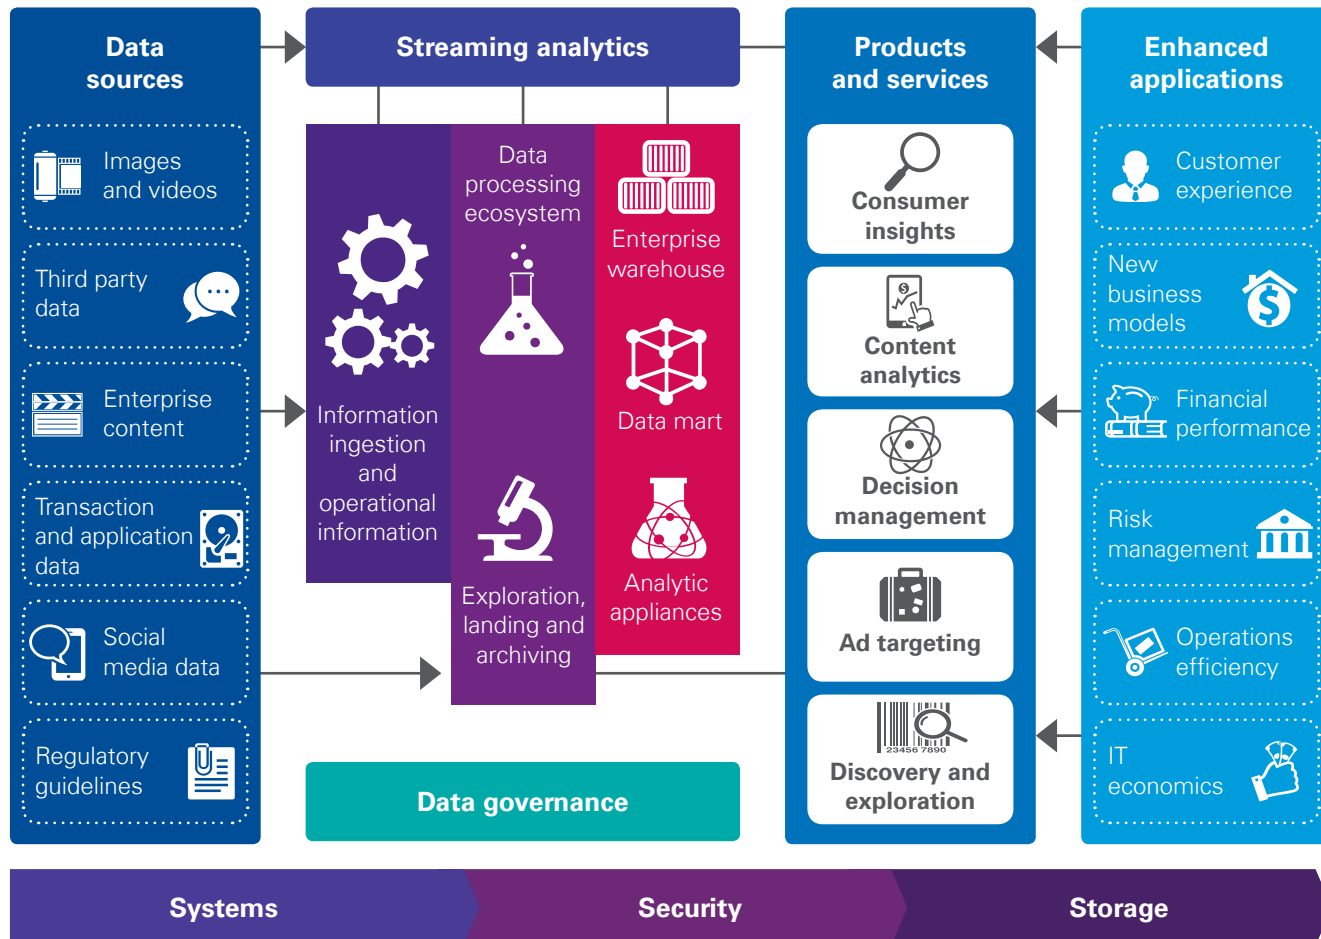 Data
sources
Images
and videos
Third party
data
Enterprise
content
Transaction
and application
data
Social
media data
Regulatory
guidelines
Streaming analytics
Information
ingestion
and
operational
information
Data
processing
ecosystem
Exploration,
landing and
archiving
Enterprise
warehouse
Data mart
Analytic
appliances
Data governance
Products
and services
Consumer
insights
$
Content
analytics
Decision
management
Ad targeting
23456 7890
Discovery and
exploration
Enhanced
applications
Customer
experience
New
business
models
$
Financial
performance
Risk
management
Operations
efficiency
IT
economics
Systems
Security
Storage